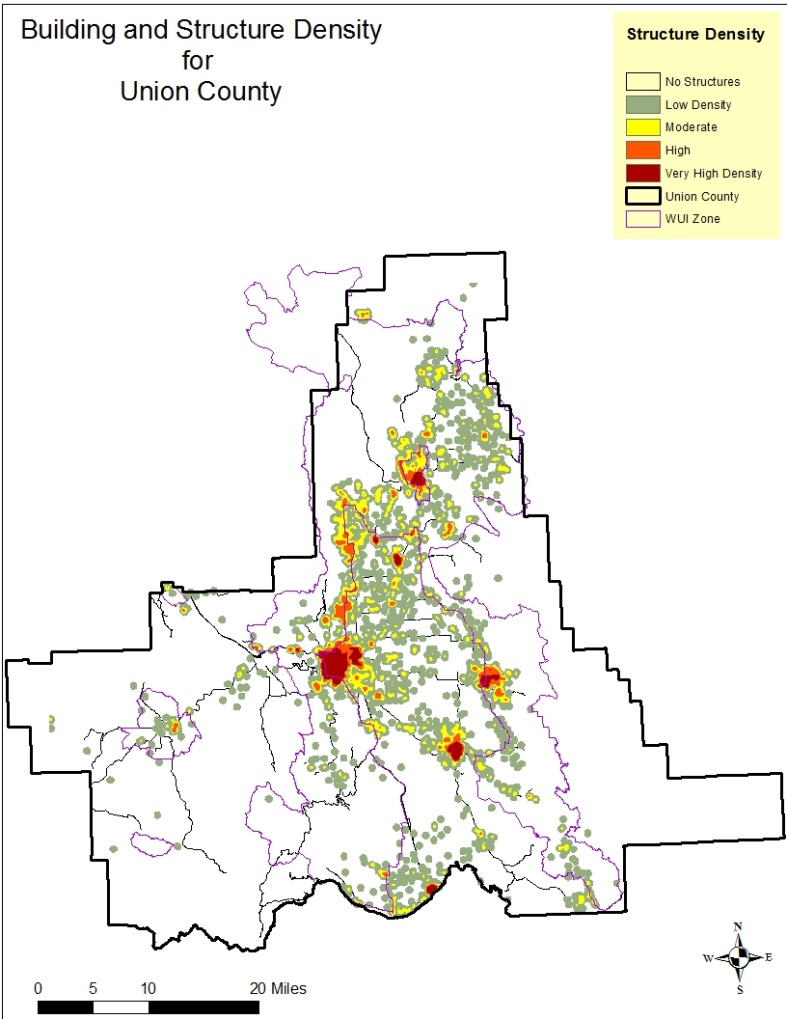 Building and Structure Density
for
Union County
Structure Density
No Structures
Low Density
Moderate
High
Very High Density
Union County
WUI Zone
N
W E
S
0 5 10 20 Miles